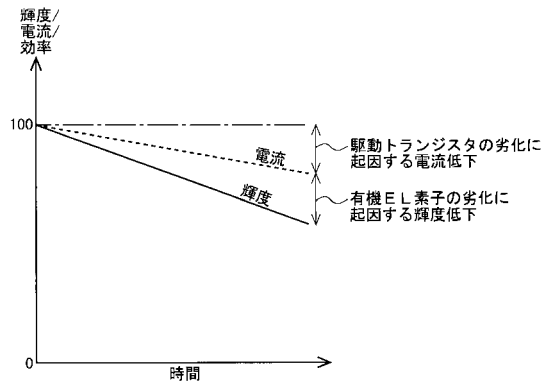 輝度/
電流/
効率
100
電流
輝度
駆動トランジスタの劣化に
起因する電流低下
有機EL素子の劣化に
起因する輝度低下
0
時間